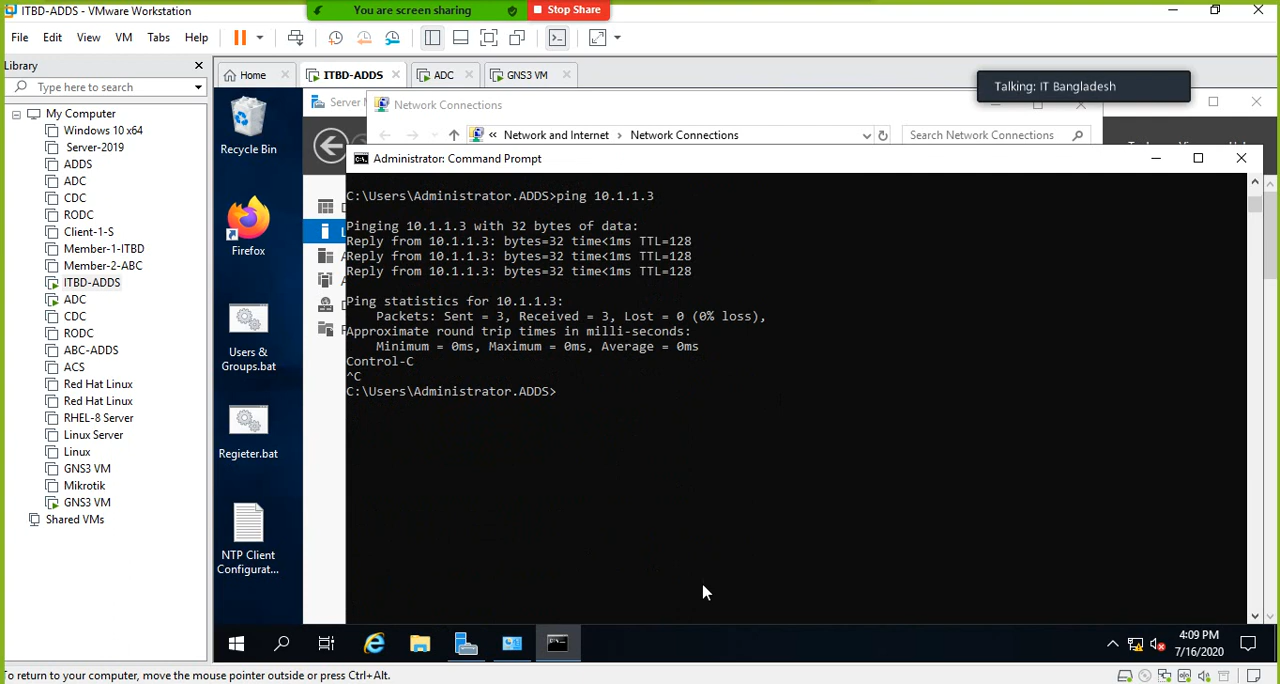 ITBD-ADDS - VMware Workstation
You are screen sharing
Stop Share
File Edit View VM Tabs Help
Library
Type here to search
My Computer
Windows 10 x64
Server-2019
ADDS
ADC
CDC
RODC
Client-1-S
Member-1-ITBD
Member-2-ABC
ITBD-ADDS
ADC
CDC
RODC
ABC-ADDS
ACS
Red Hat Linux
Red Hat Linux
RHEL-8 Server
Linux Server
Linux
GNS3 VM
Mikrotik
GNS3 VM
Shared VMs
Home ITBD-ADDS ADC GNS3 VM
Talking: IT Bangladesh
Server
Network Connections
« Network and Internet › Network Connections
Search Network Connections
Recycle Bin
Firefox
Users &
Groups.bat
Regieter.bat
NTP Client
Configurat...
Administrator: Command Prompt
C:\Users\Administrator.ADDS>ping 10.1.1.3
Pinging 10.1.1.3 with 32 bytes of data:
Reply from 10.1.1.3: bytes=32 time<1ms TTL=128
Reply from 10.1.1.3: bytes=32 time<1ms TTL=128
Reply from 10.1.1.3: bytes=32 time<1ms TTL=128
Ping statistics for 10.1.1.3:
Packets: Sent = 3, Received = 3, Lost = 0 (0% loss),
Approximate round trip times in milli-seconds:
Minimum = 0ms, Maximum = 0ms, Average = 0ms
Control-C
^C
C:\Users\Administrator.ADDS>
4:09 PM
7/16/2020
To return to your computer, move the mouse pointer outside or press Ctrl+Alt.